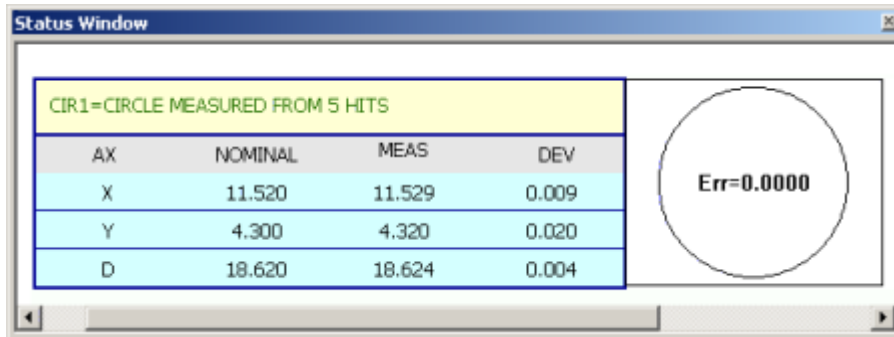 Status Window
CIR1=CIRCLE MEASURED FROM 5 HITS
AX NOMINAL MEAS DEV
X 11.520 11.529 0.009
Y 4.300 4.320 0.020
D 18.620 18.624 0.004
Err=0.0000